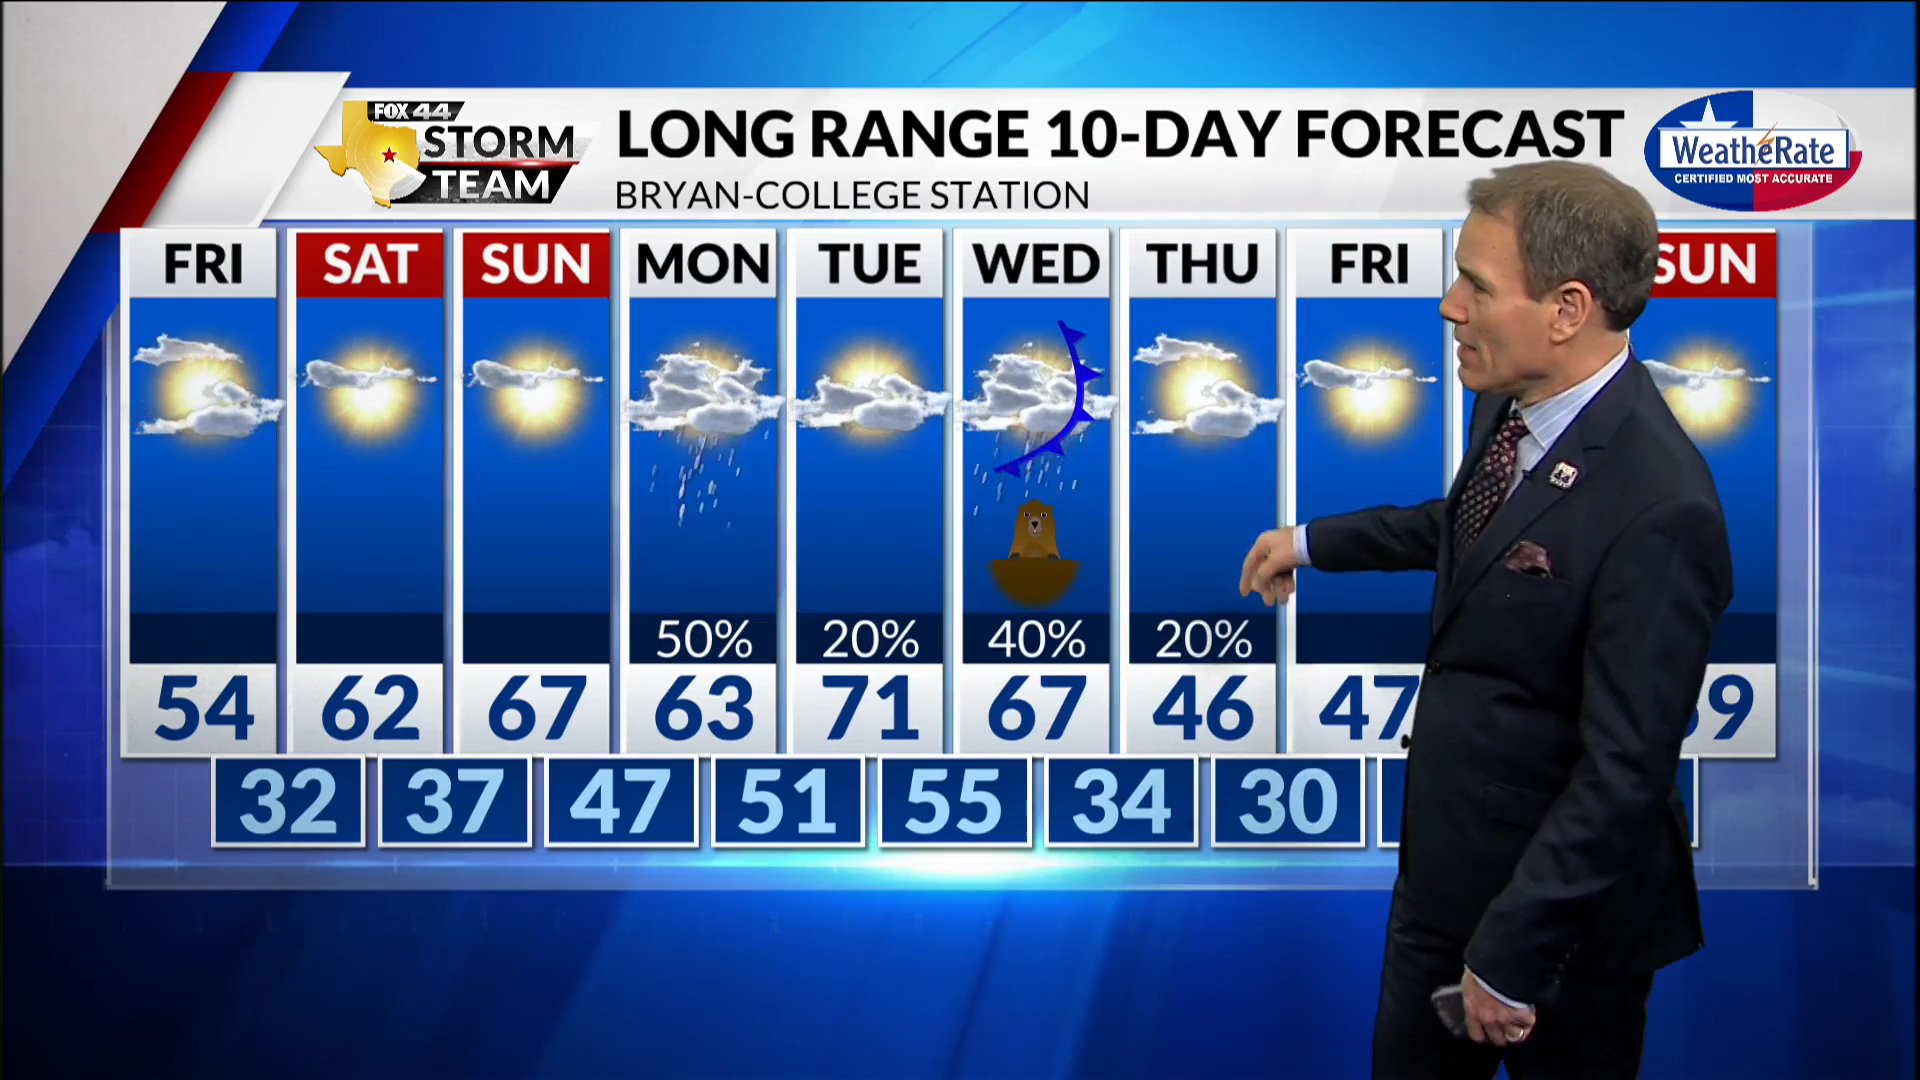 FOX 44
STORM
TEAM
LONG RANGE 10-DAY FORECAST
BRYAN-COLLEGE STATION
WeatheRate
CERTIFIED MOST ACCURATE
FRI SAT SUN MON TUE WED THU FRI SUN
50% 20% 40% 20%
54 62 67 63 71 67 46 47
32 37 47 51 55 34 30